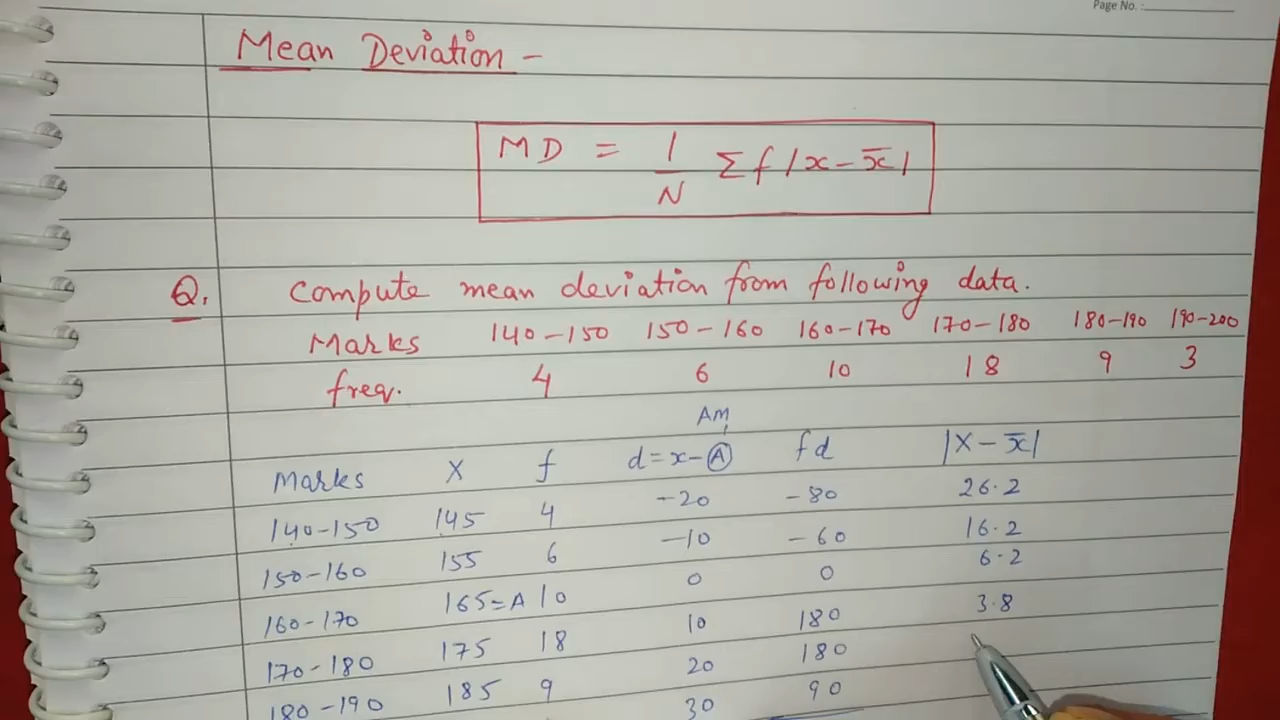 Page No. :
Mean Deviation -
MD = 1/N Σf|x-x̄|
Q. Compute mean deviation from following data.
Marks 140-150 150-160 160-170 170-180 180-190 190-200
freq. 4 6 10 18 9 3
AM
Marks X f d=x-A fd |X-x̄|
140-150 145 4 -20 -80 26.2
150-160 155 6 -10 -60 16.2
160-170 165=A 10 0 0 6.2
170-180 175 18 10 180 3.8
180-190 185 9 20 180
30 90